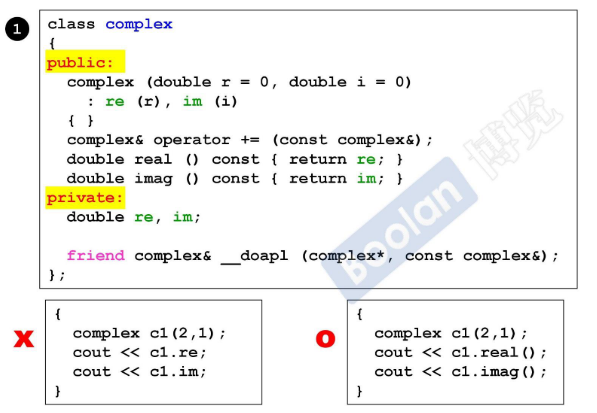 1
class complex
{
public:
complex (double r = 0, double i = 0)
: re (r), im (i)
{ }
complex& operator += (const complex&);
double real () const { return re; }
double imag () const { return im; }
private:
double re, im;
friend complex& __doapl (complex*, const complex&);
};
Boolan 博览
X
{
complex c1(2,1);
cout << c1.re;
cout << c1.im;
}
O
{
complex c1(2,1);
cout << c1.real();
cout << c1.imag();
}